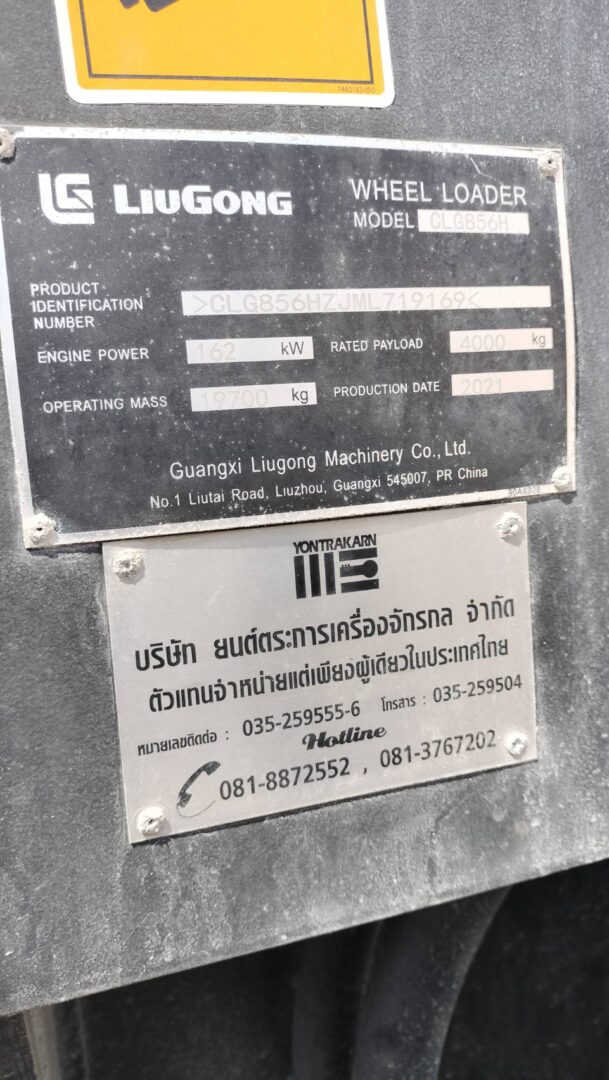 74A3163-ISO
LG LIUGONG
WHEEL LOADER
MODEL CLG856H
PRODUCT
IDENTIFICATION
NUMBER
>CLG856HZJML719169<
ENGINE POWER 162 kW RATED PAYLOAD 4000 kg
OPERATING MASS 19700 kg PRODUCTION DATE 2021
Guangxi Liugong Machinery Co., Ltd.
No.1 Liutai Road, Liuzhou, Guangxi 545007, PR China
YONTRAKARN
บริษัท ยนต์ตระการเครื่องจักรกล จำกัด
ตัวแทนจำหน่ายแต่เพียงผู้เดียวในประเทศไทย
หมายเลขติดต่อ : 035-259555-6 โทรสาร : 035-259504
Hotline
081-8872552 , 081-3767202